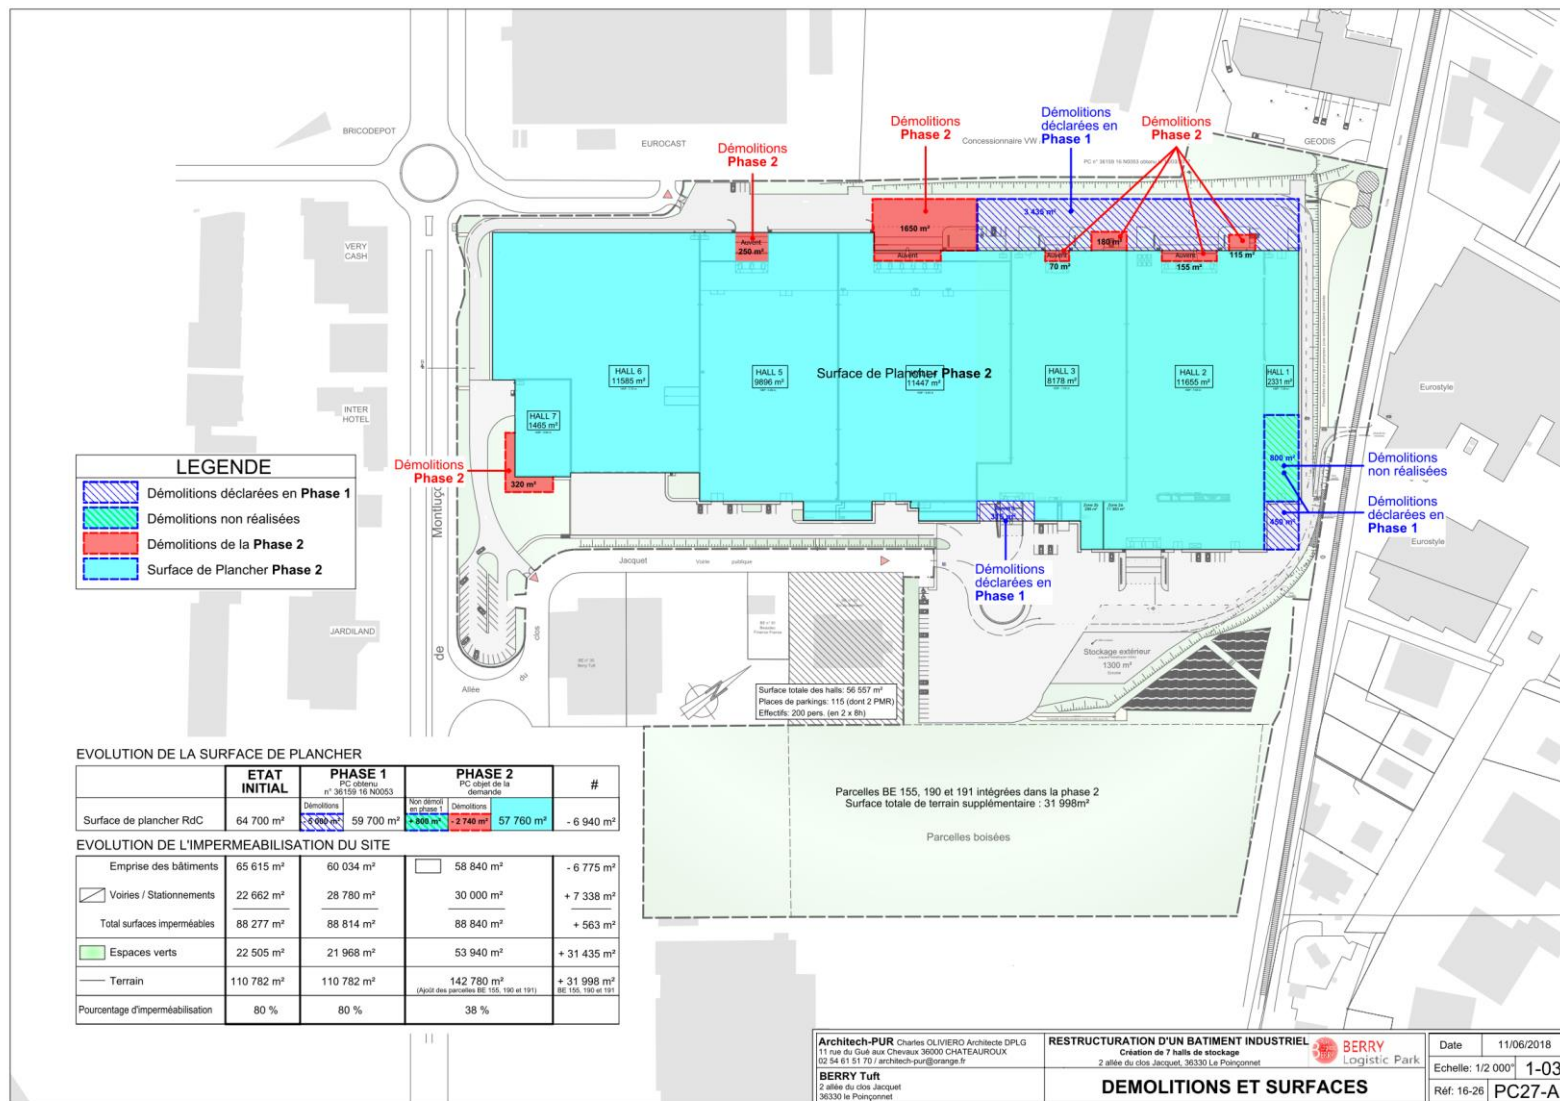 BRICODEPOT
EUROCAST
Concessionnaire VW
GEODIS
VERY
CASH
INTER
HOTEL
JARDILAND
Eurostyle
Eurostyle
Démolitions
Phase 2
Démolitions
Phase 2
Démolitions
déclarées en
Phase 1
Démolitions
Phase 2
Auvent
250 m²
1650 m²
Auvent
3 435 m²
180 m²
Auvent
70 m²
Auvent
155 m²
115 m²
HALL 6
11585 m²
HALL 5
9896 m²
Surface de Plancher Phase 2
11447 m²
HALL 3
8178 m²
HALL 2
11655 m²
HALL 1
2331 m²
HALL 7
1465 m²
Démolitions
Phase 2
320 m²
800 m²
450 m²
Démolitions
non réalisées
Démolitions
déclarées en
Phase 1
Démolitions
déclarées en
Phase 1
LEGENDE
Démolitions déclarées en Phase 1
Démolitions non réalisées
Démolitions de la Phase 2
Surface de Plancher Phase 2
de
Allée
du
clos
Jacquet
Voirie publique
Stockage extérieur
1300 m²
Surface totale des halls: 56 557 m²
Places de parkings: 115 (dont 2 PMR)
Effectifs: 200 pers. (en 2 x 8h)
Parcelles BE 155, 190 et 191 intégrées dans la phase 2
Surface totale de terrain supplémentaire : 31 998m²
Parcelles boisées
EVOLUTION DE LA SURFACE DE PLANCHER
ETAT INITIAL
PHASE 1
PC obtenu
n° 36159 16 N0053
PHASE 2
PC objet de la
demande
#
Démolitions
Non démoli
en phase 1
Démolitions
Surface de plancher RdC 64 700 m² - 5 000 m² 59 700 m² + 800 m² - 2 740 m² 57 760 m² - 6 940 m²
EVOLUTION DE L'IMPERMEABILISATION DU SITE
Emprise des bâtiments 65 615 m² 60 034 m² 58 840 m² - 6 775 m²
Voiries / Stationnements 22 662 m² 28 780 m² 30 000 m² + 7 338 m²
Total surfaces imperméables 88 277 m² 88 814 m² 88 840 m² + 563 m²
Espaces verts 22 505 m² 21 968 m² 53 940 m² + 31 435 m²
Terrain 110 782 m² 110 782 m² 142 780 m² + 31 998 m²
(Ajout des parcelles BE 155, 190 et 191) BE 155, 190 et 191
Pourcentage d'imperméabilisation 80 % 80 % 38 %
Architech-PUR Charles OLIVIERO Architecte DPLG
11 rue du Gué aux Chevaux 36000 CHATEAUROUX
02 54 61 51 70 / architech-pur@orange.fr
BERRY Tuft
2 allée du clos Jacquet
36330 le Poinçonnet
RESTRUCTURATION D'UN BATIMENT INDUSTRIEL
Création de 7 halls de stockage
2 allée du clos Jacquet, 36330 Le Poinçonnet
BERRY
Logistic Park
DEMOLITIONS ET SURFACES
Date 11/06/2018
Echelle: 1/2 000° 1-03
Réf: 16-26 PC27-A